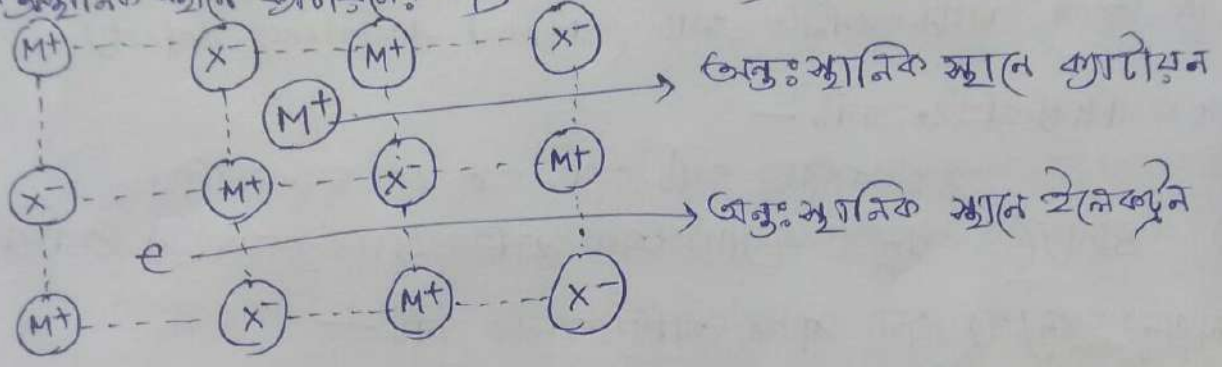 M+ X- M+ X-
M+ অন্তঃস্থানিক স্থানে ক্যাটায়ন
X- M+ X- M+
e অন্তঃস্থানিক স্থানে ইলেকট্রন
M+ X- M+ X-